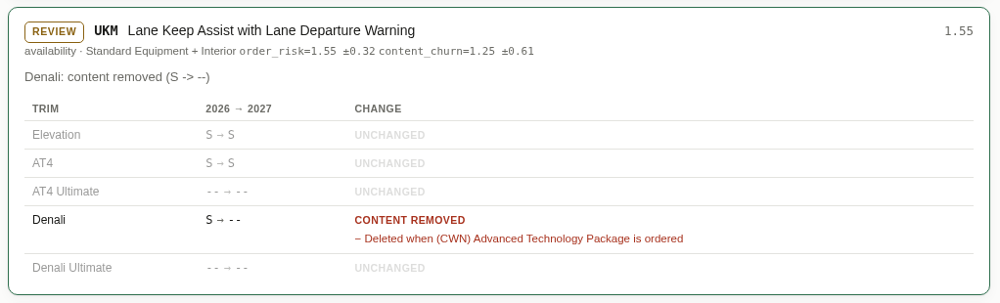 REVIEW UKM Lane Keep Assist with Lane Departure Warning 1.55
availability · Standard Equipment + Interior order_risk=1.55 ±0.32 content_churn=1.25 ±0.61
Denali: content removed (S -> --)
TRIM 2026 → 2027 CHANGE
Elevation S → S UNCHANGED
AT4 S → S UNCHANGED
AT4 Ultimate -- → -- UNCHANGED
Denali S → -- CONTENT REMOVED
− Deleted when (CWN) Advanced Technology Package is ordered
Denali Ultimate -- → -- UNCHANGED